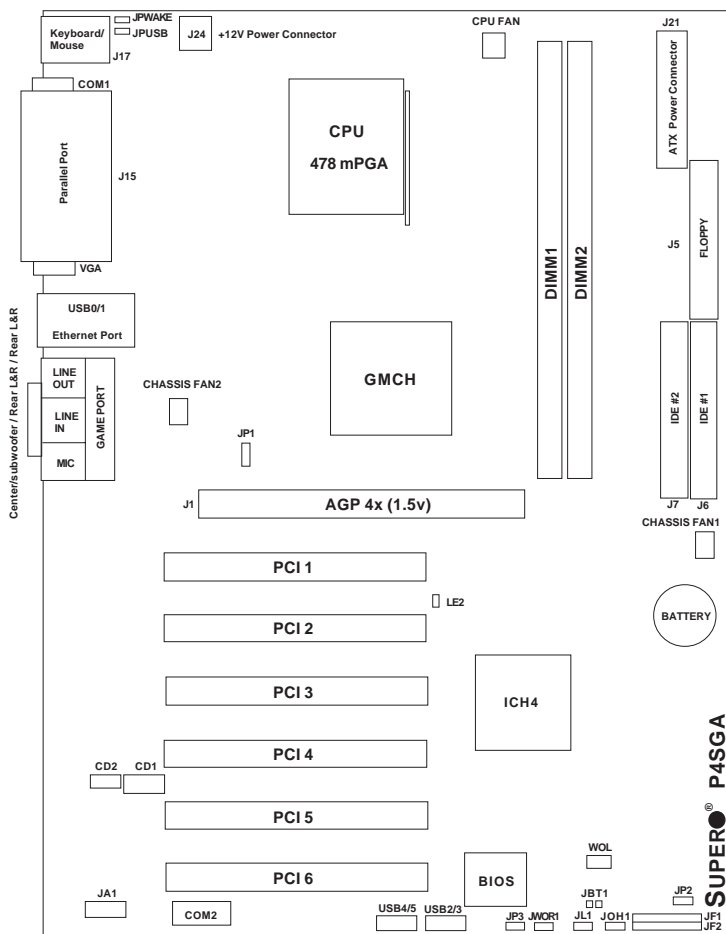 JPWAKE
JPUSB
Keyboard/
Mouse
J17
J24
+12V Power Connector
CPU FAN
J21
ATX Power Connector
COM1
Parallel Port
J15
CPU
478 mPGA
VGA
J5
FLOPPY
DIMM1
DIMM2
USB0/1
Ethernet Port
Center/subwoofer / Rear L&R / Rear L&R
LINE
OUT
LINE
IN
MIC
GAME PORT
CHASSIS FAN2
GMCH
IDE #2
IDE #1
JP1
J1
AGP 4x (1.5v)
J7
J6
CHASSIS FAN1
PCI 1
LE2
BATTERY
PCI 2
PCI 3
ICH4
PCI 4
CD2
CD1
PCI 5
SUPER® P4SGA
WOL
PCI 6
BIOS
JA1
COM2
USB4/5
USB2/3
JBT1
JP2
JP3
JWOR1
JL1
JOH1
JF1
JF2